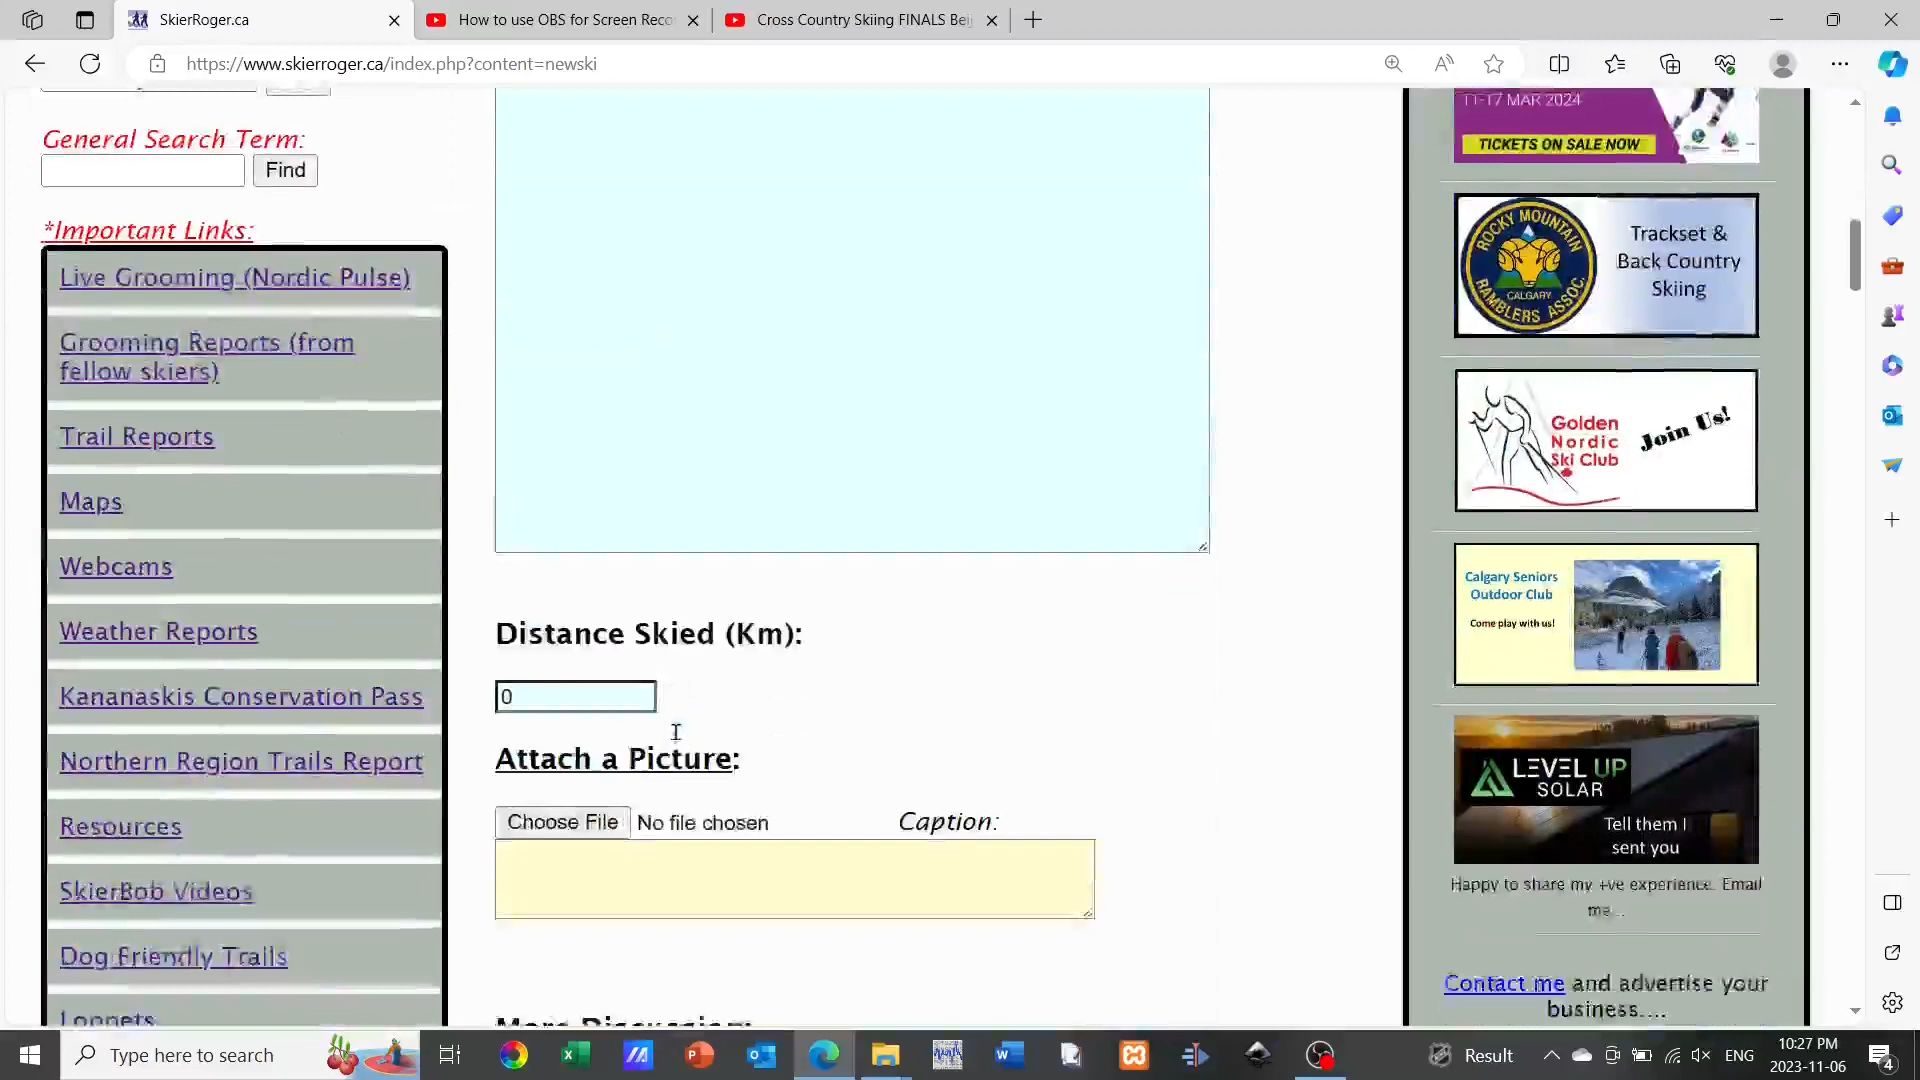 SkierRoger.ca
How to use OBS for Screen Reco
Cross Country Skiing FINALS Bei
https://www.skierroger.ca/index.php?content=newski
General Search Term:
Find
*Important Links:
Live Grooming (Nordic Pulse)
Grooming Reports (from
fellow skiers)
Trail Reports
Maps
Webcams
Weather Reports
Kananaskis Conservation Pass
Northern Region Trails Report
Resources
SkierBob Videos
Dog Friendly Trails
Loppets
Distance Skied (Km):
0
Attach a Picture:
Choose File No file chosen
Caption:
More Discussion:
11-17 MAR 2024
TICKETS ON SALE NOW
ROCKY MOUNTAIN
RAMBLERS ASSOC.
CALGARY
Trackset &
Back Country
Skiing
Golden
Nordic
Ski Club
Join Us!
Calgary Seniors
Outdoor Club
Come play with us!
LEVEL UP
SOLAR
Tell them I
sent you
Happy to share my +ve experience. Email
me...
Contact me and advertise your
business....
Type here to search
Result
ENG
10:27 PM
2023-11-06
4